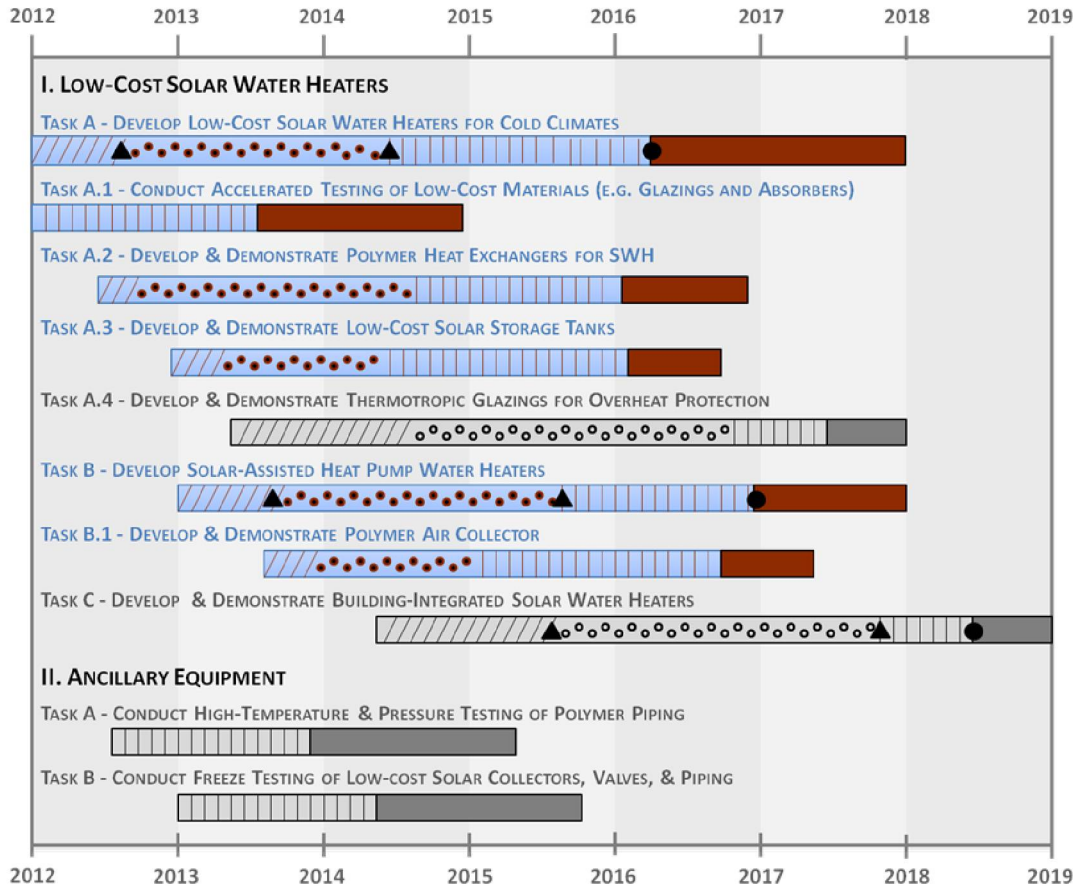 2012 2013 2014 2015 2016 2017 2018 2019
I. Low-Cost Solar Water Heaters
Task A - Develop Low-Cost Solar Water Heaters for Cold Climates
Task A.1 - Conduct Accelerated Testing of Low-Cost Materials (e.g. Glazings and Absorbers)
Task A.2 - Develop & Demonstrate Polymer Heat Exchangers for SWH
Task A.3 - Develop & Demonstrate Low-Cost Solar Storage Tanks
Task A.4 - Develop & Demonstrate Thermotropic Glazings for Overheat Protection
Task B - Develop Solar-Assisted Heat Pump Water Heaters
Task B.1 - Develop & Demonstrate Polymer Air Collector
Task C - Develop & Demonstrate Building-Integrated Solar Water Heaters
II. Ancillary Equipment
Task A - Conduct High-Temperature & Pressure Testing of Polymer Piping
Task B - Conduct Freeze Testing of Low-cost Solar Collectors, Valves, & Piping
2012 2013 2014 2015 2016 2017 2018 2019